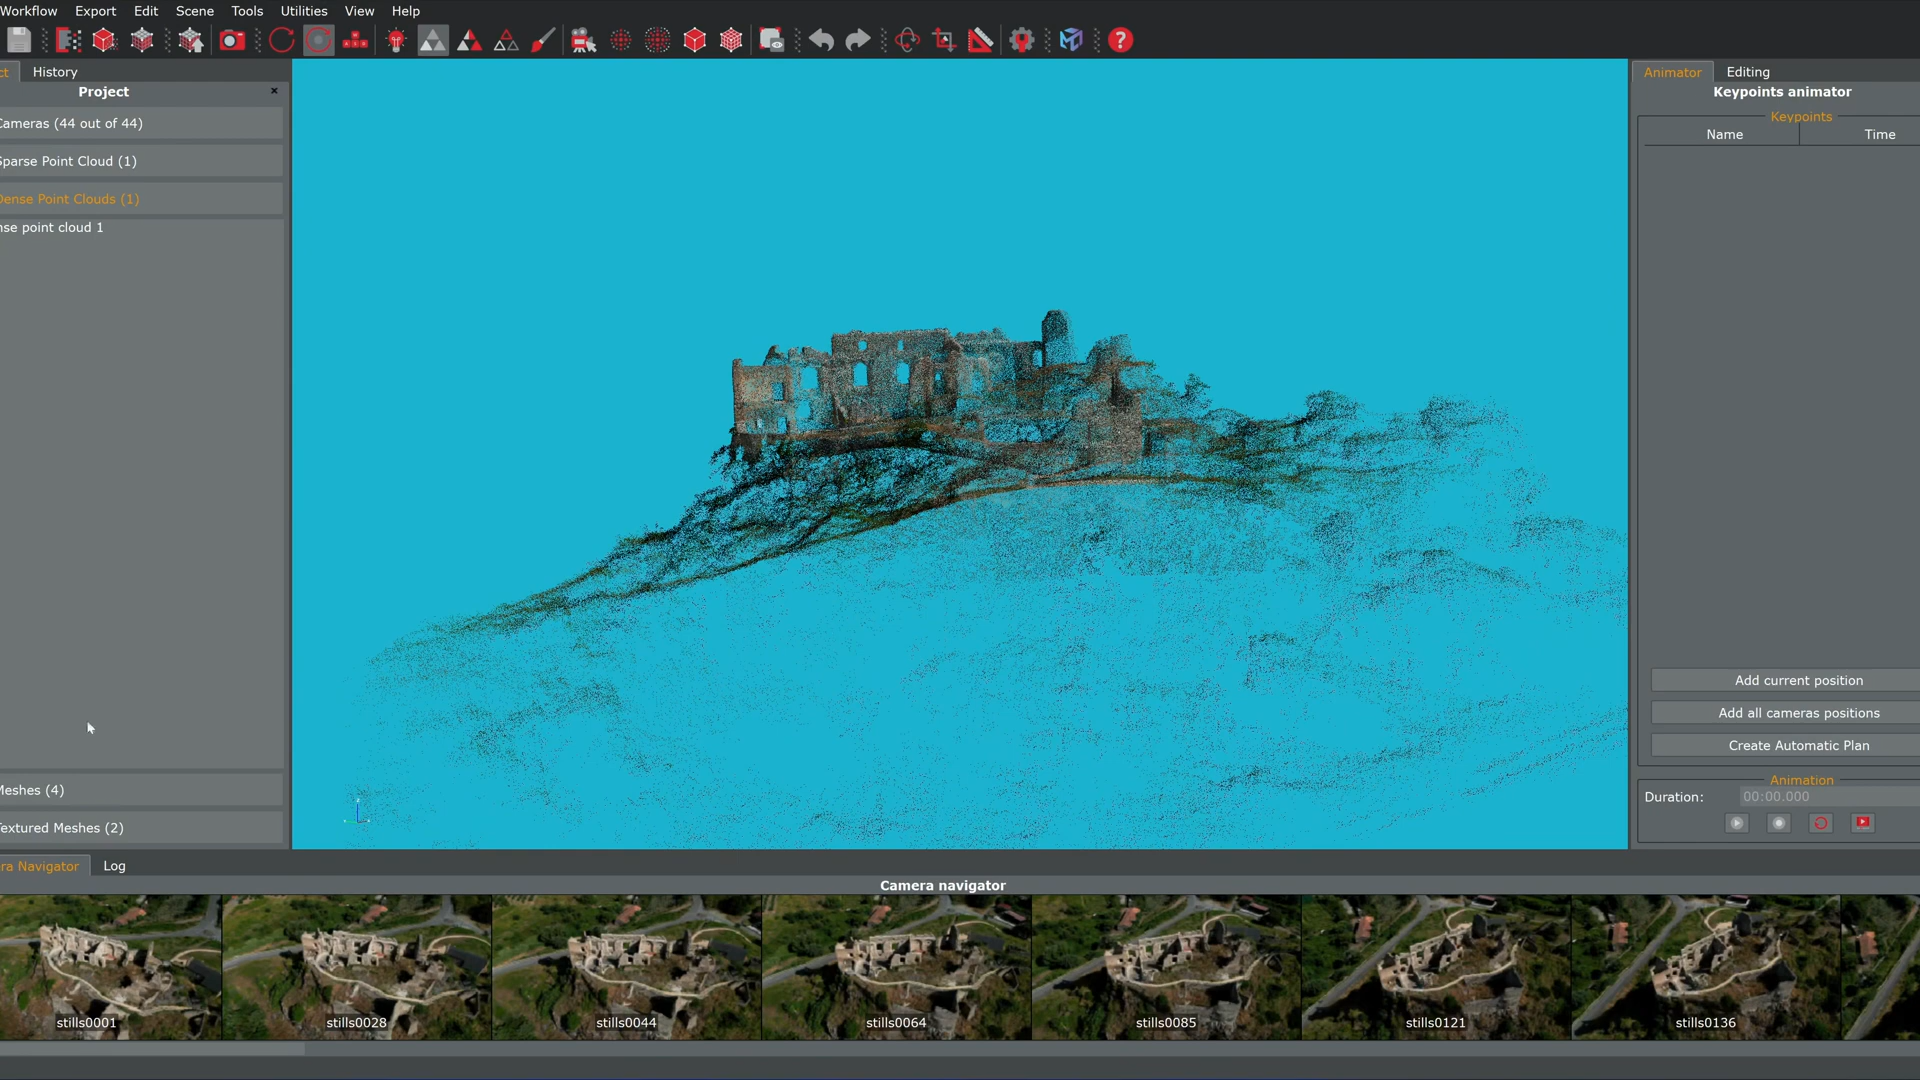 Workflow Export Edit Scene Tools Utilities View Help
ct History
Project
Cameras (44 out of 44)
Sparse Point Cloud (1)
Dense Point Clouds (1)
nse point cloud 1
Meshes (4)
Textured Meshes (2)
Animator Editing
Keypoints animator
Keypoints
Name Time
Add current position
Add all cameras positions
Create Automatic Plan
Animation
Duration: 00:00.000
ra Navigator Log
Camera navigator
stills0001 stills0028 stills0044 stills0064 stills0085 stills0121 stills0136